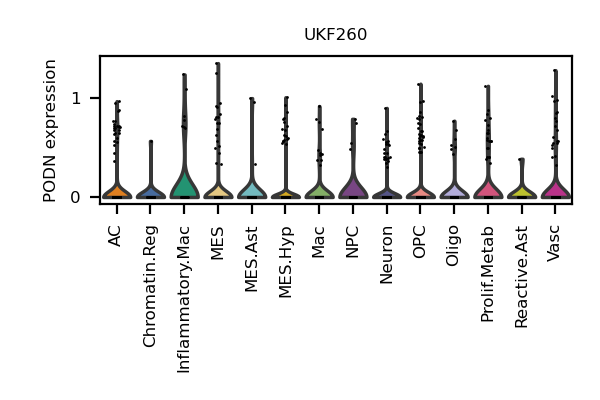 UKF260
PODN expression
1
0
AC
Chromatin.Reg
Inflammatory.Mac
MES
MES.Ast
MES.Hyp
Mac
NPC
Neuron
OPC
Oligo
Prolif.Metab
Reactive.Ast
Vasc